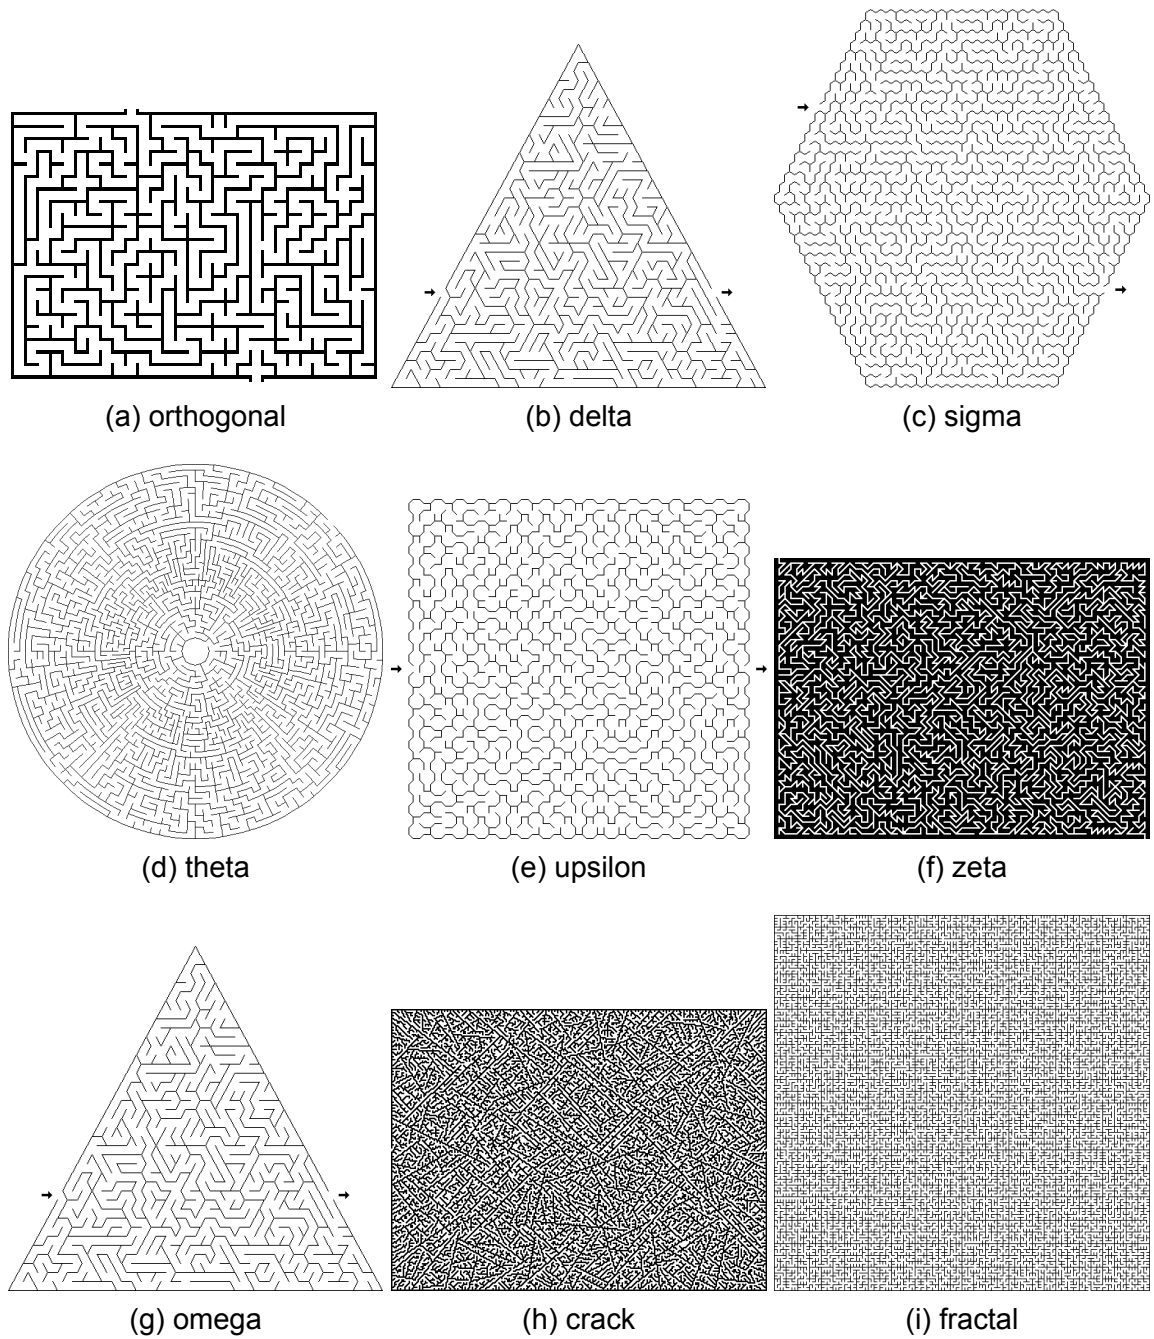 (a) orthogonal
(b) delta
(c) sigma
(d) theta
(e) upsilon
(f) zeta
(g) omega
(h) crack
(i) fractal